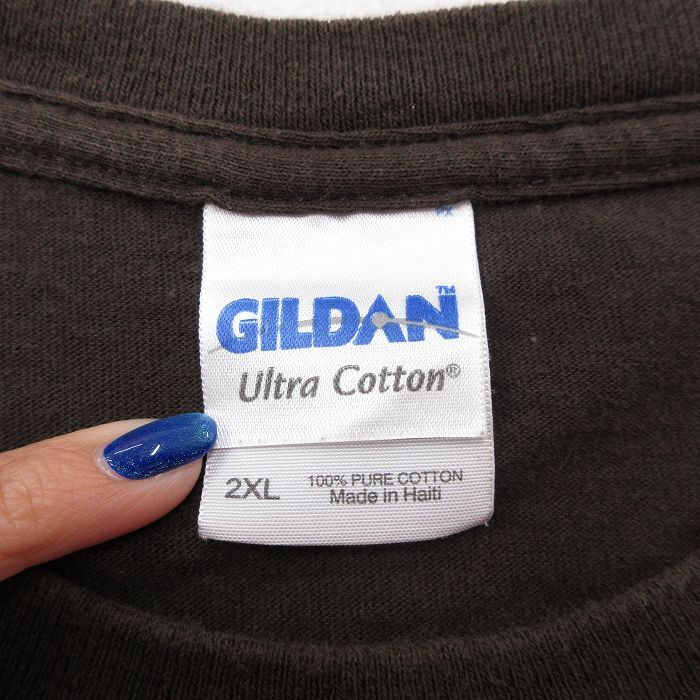 GILDAN™
Ultra Cotton®
2XL
100% PURE COTTON
Made in Haiti